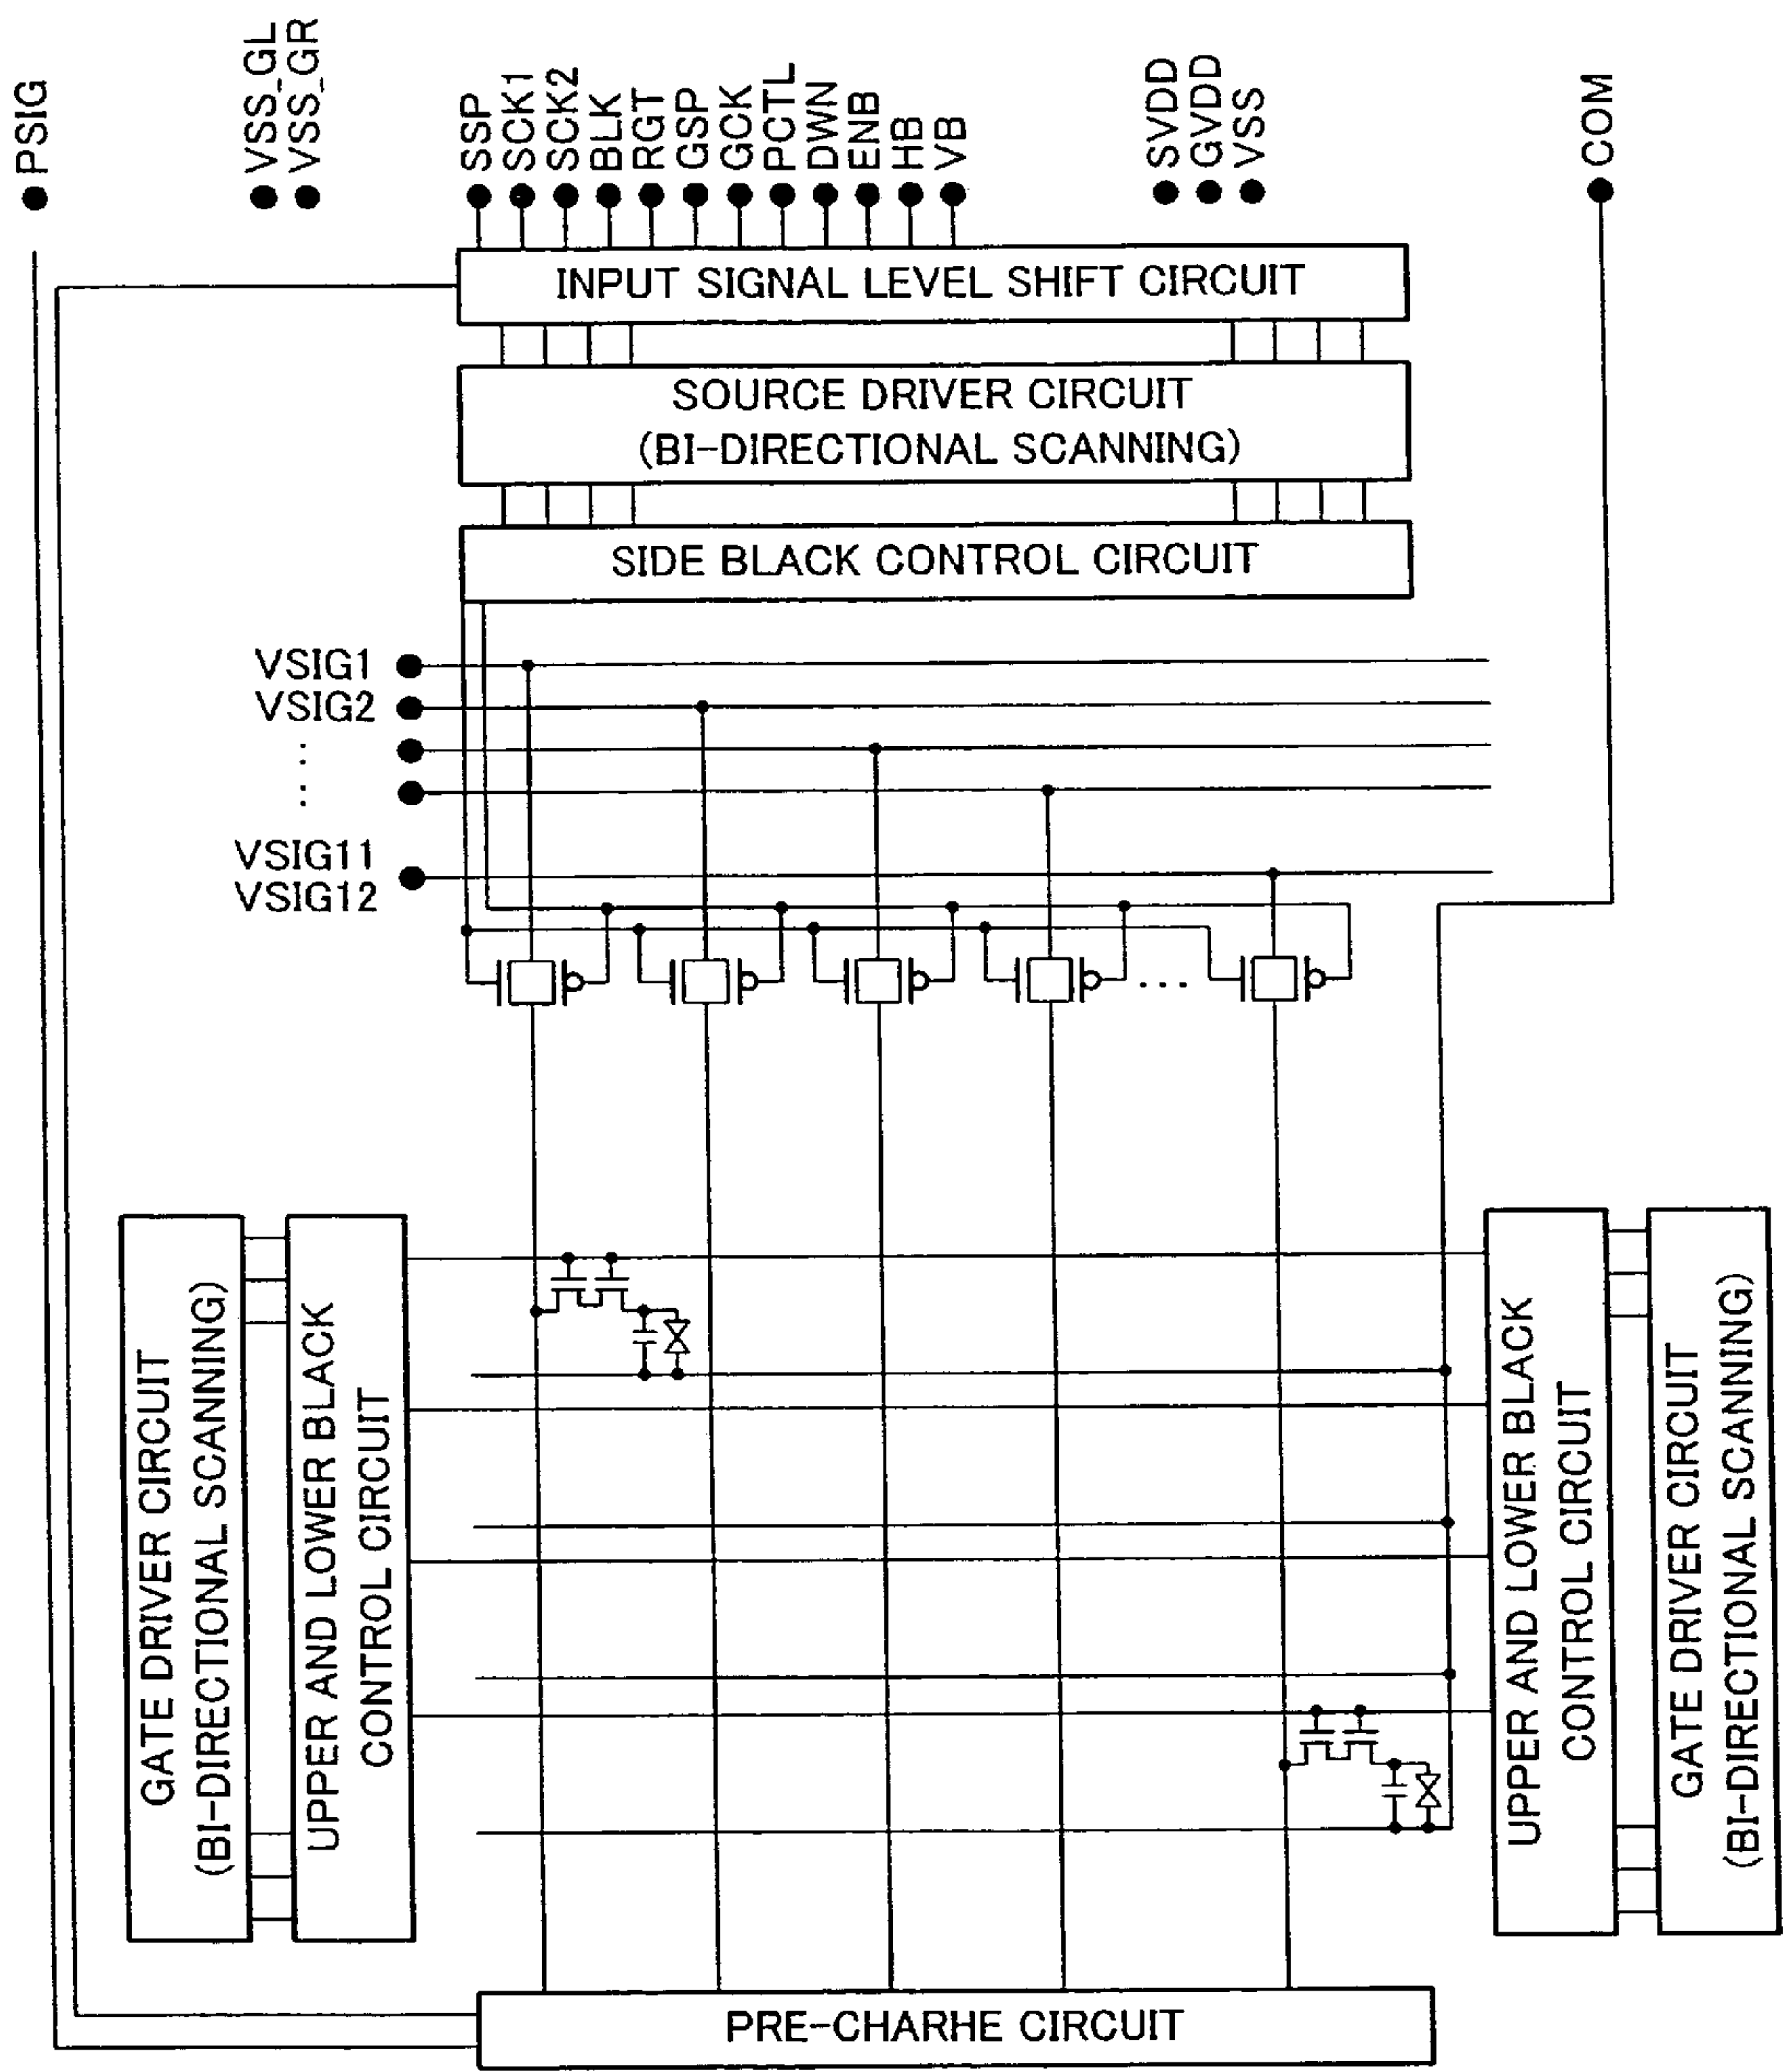 PSIG
VSS_GL
VSS_GR
SSP
SCK1
SCK2
BLK
RGT
GSP
GCK
PCTL
DWN
ENB
HB
VB
SVDD
GVDD
VSS
COM
INPUT SIGNAL LEVEL SHIFT CIRCUIT
SOURCE DRIVER CIRCUIT
(BI-DIRECTIONAL SCANNING)
SIDE BLACK CONTROL CIRCUIT
VSIG1
VSIG2
....
VSIG11
VSIG12
...
GATE DRIVER CIRCUIT
(BI-DIRECTIONAL SCANNING)
UPPER AND LOWER BLACK
CONTROL CIRCUIT
UPPER AND LOWER BLACK
CONTROL CIRCUIT
GATE DRIVER CIRCUIT
(BI-DIRECTIONAL SCANNING)
PRE-CHARHE CIRCUIT